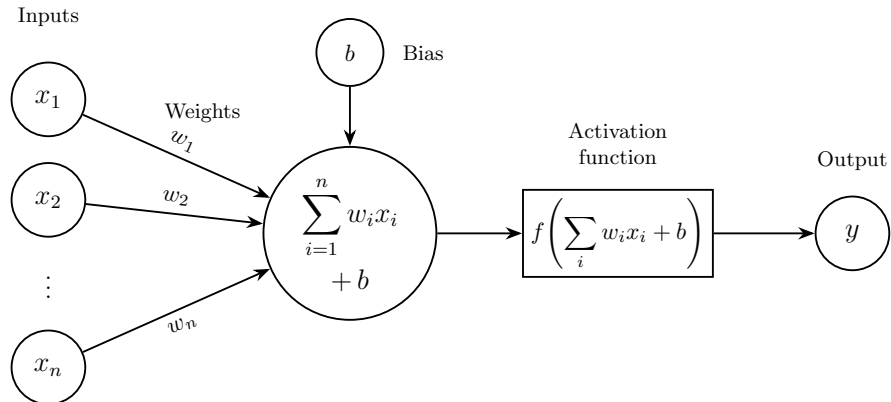 Inputs
b
Bias
x₁
Weights
w₁
Activation
function
Output
x₂
w₂
n
∑ wᵢxᵢ
i=1
+ b
f(∑ wᵢxᵢ + b)
i
y
⋮
wₙ
xₙ